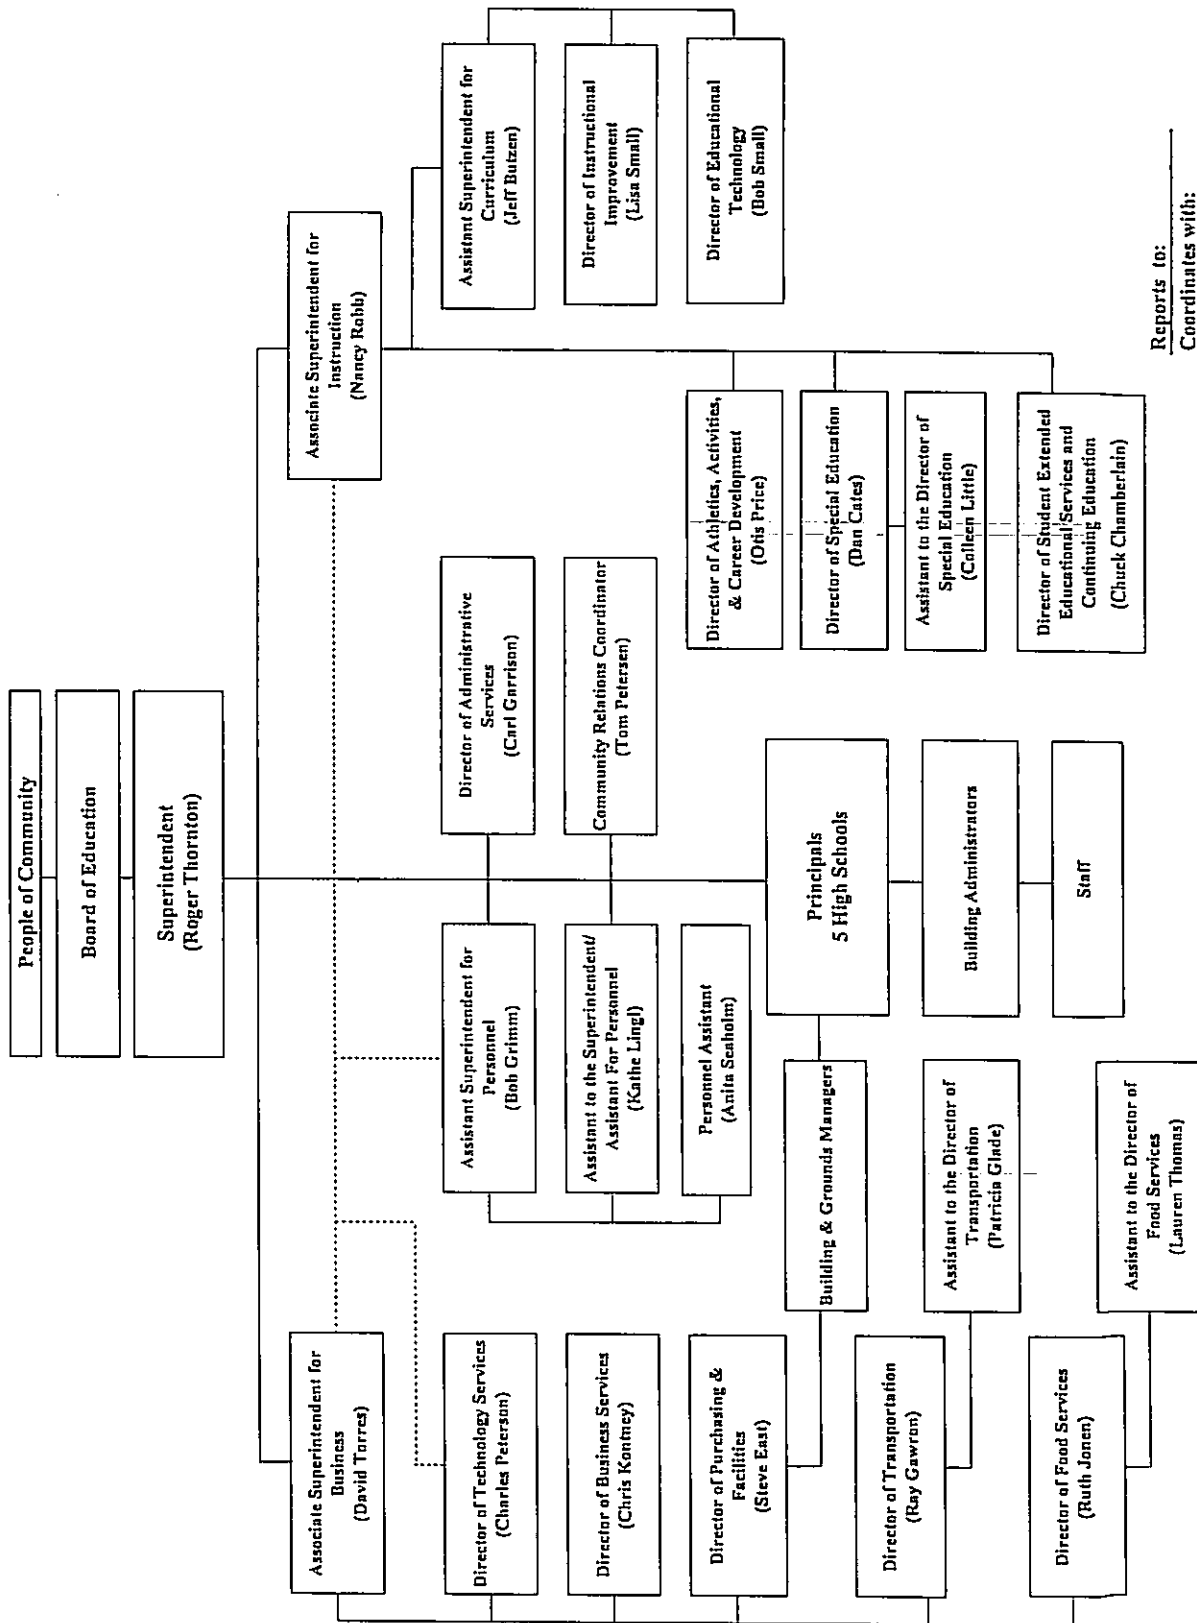 People of Community
Board of Education
Superintendent
(Roger Thornton)
Associate Superintendent for
Business
(David Torres)
Associate Superintendent for
Instruction
(Nancy Robb)
Director of Technology Services
(Charles Peterson)
Director of Business Services
(Chris Kontney)
Director of Purchasing &
Facilities
(Steve East)
Director of Transportation
(Ray Gawron)
Director of Food Services
(Ruth Jonen)
Building & Grounds Managers
Assistant to the Director of
Transportation
(Patricia Glade)
Assistant to the Director of
Food Services
(Lauren Thomas)
Assistant Superintendent for
Personnel
(Bob Grimm)
Assistant to the Superintendent/
Assistant For Personnel
(Kathe Lingl)
Personnel Assistant
(Anita Seaholm)
Director of Administrative
Services
(Carl Garrison)
Community Relations Coordinator
(Tom Petersen)
Principals
5 High Schools
Building Administrators
Staff
Assistant Superintendent for
Curriculum
(Jeff Butzen)
Director of Instructional
Improvement
(Lisa Small)
Director of Educational
Technology
(Bob Small)
Director of Athletics, Activities,
& Career Development
(Otis Price)
Director of Special Education
(Dan Cates)
Assistant to the Director of
Special Education
(Colleen Little)
Director of Student Extended
Educational Services and
Continuing Education
(Chuck Chamberlain)
Reports to:
Coordinates with: